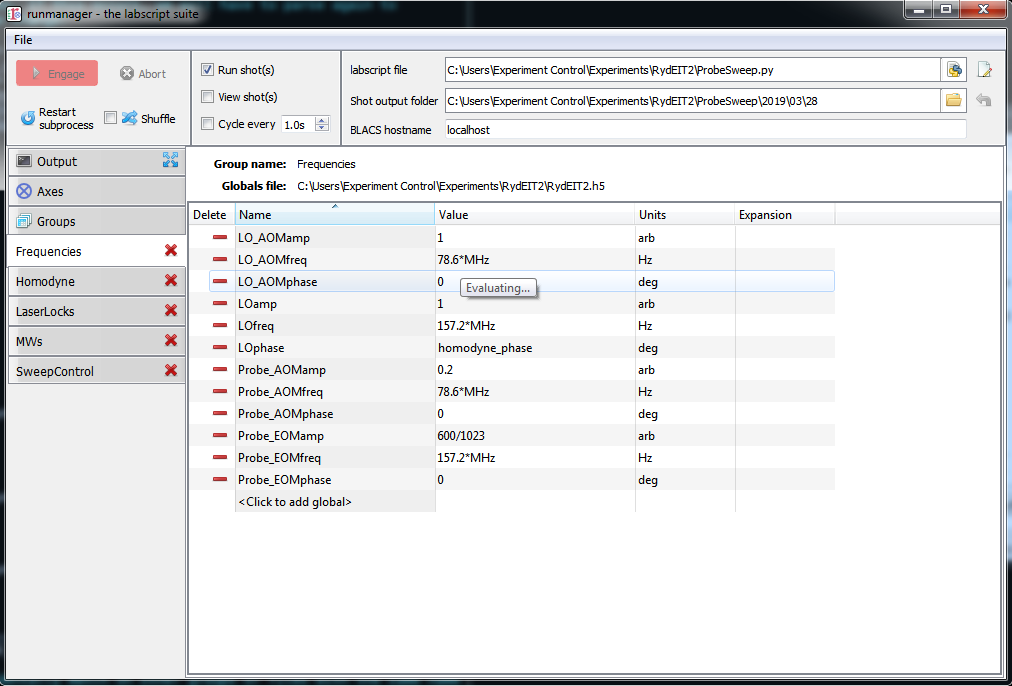 runmanager - the labscript suite
File
Engage
Abort
Restart subprocess
Shuffle
Run shot(s)
View shot(s)
Cycle every 1.0s
labscript file C:\Users\Experiment Control\Experiments\RydEIT2\ProbeSweep.py
Shot output folder C:\Users\Experiment Control\Experiments\RydEIT2\ProbeSweep\2019\03\28
BLACS hostname localhost
Output
Axes
Groups
Frequencies
Homodyne
LaserLocks
MWs
SweepControl
Group name: Frequencies
Globals file: C:\Users\Experiment Control\Experiments\RydEIT2\RydEIT2.h5
Delete Name Value Units Expansion
LO_AOMamp 1 arb
LO_AOMfreq 78.6*MHz Hz
LO_AOMphase 0 deg
Evaluating...
LOamp 1 arb
LOfreq 157.2*MHz Hz
LOphase homodyne_phase deg
Probe_AOMamp 0.2 arb
Probe_AOMfreq 78.6*MHz Hz
Probe_AOMphase 0 deg
Probe_EOMamp 600/1023 arb
Probe_EOMfreq 157.2*MHz Hz
Probe_EOMphase 0 deg
<Click to add global>